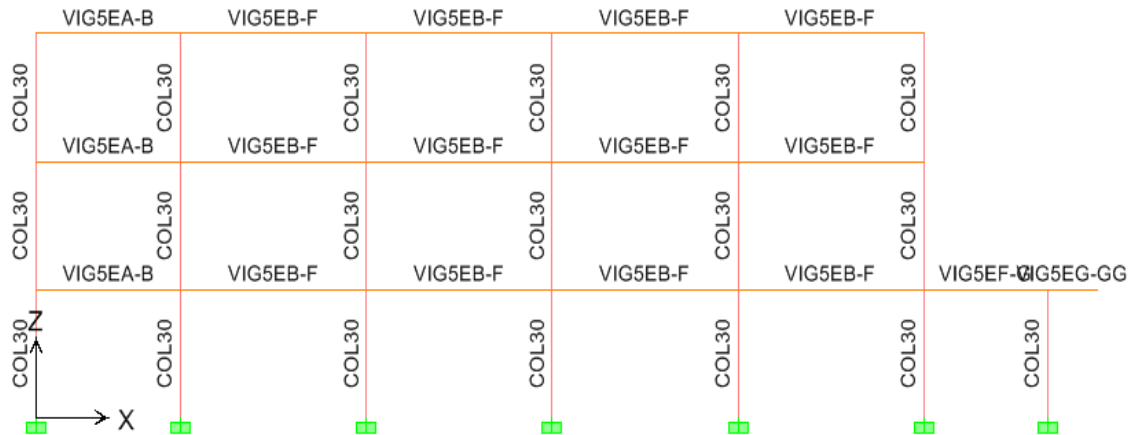 VIG5EA-B VIG5EB-F VIG5EB-F VIG5EB-F VIG5EB-F
COL30 COL30 COL30 COL30 COL30 COL30
VIG5EA-B VIG5EB-F VIG5EB-F VIG5EB-F VIG5EB-F
COL30 COL30 COL30 COL30 COL30 COL30
VIG5EA-B VIG5EB-F VIG5EB-F VIG5EB-F VIG5EB-F VIG5EF-G VIG5EG-GG
COL30 COL30 COL30 COL30 COL30 COL30 COL30
Z
X